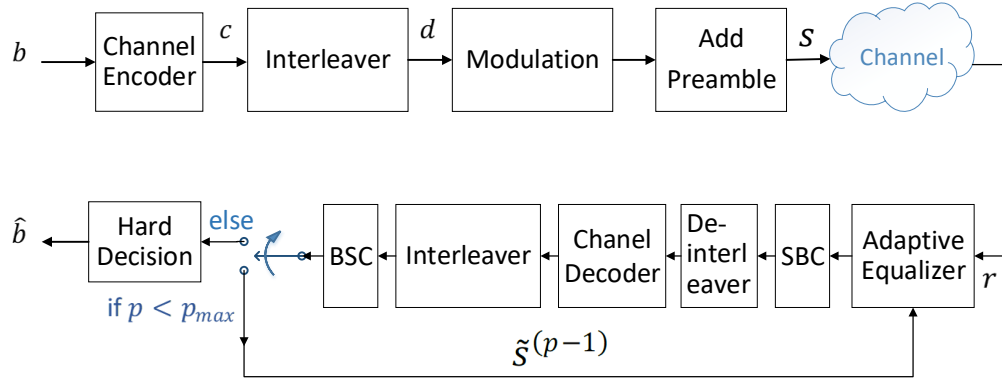 b
Channel
Encoder
c
Interleaver
d
Modulation
Add
Preamble
S
Channel
b̂
Hard
Decision
else
if p < p_max
BSC
Interleaver
Chanel
Decoder
De-
interl
eaver
SBC
Adaptive
Equalizer
r
s̃^(p−1)